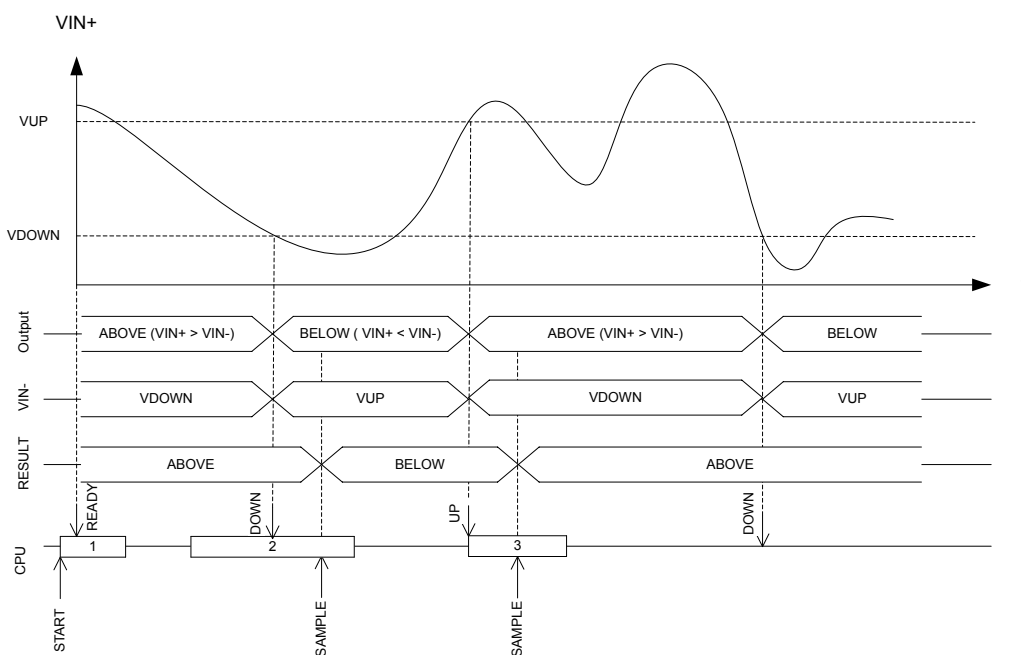 VIN+
VUP
VDOWN
Output
ABOVE (VIN+ > VIN-)
BELOW ( VIN+ < VIN-)
ABOVE (VIN+ > VIN-)
BELOW
VIN-
VDOWN
VUP
VDOWN
VUP
RESULT
ABOVE
BELOW
ABOVE
READY
DOWN
UP
DOWN
CPU
1
2
3
START
SAMPLE
SAMPLE